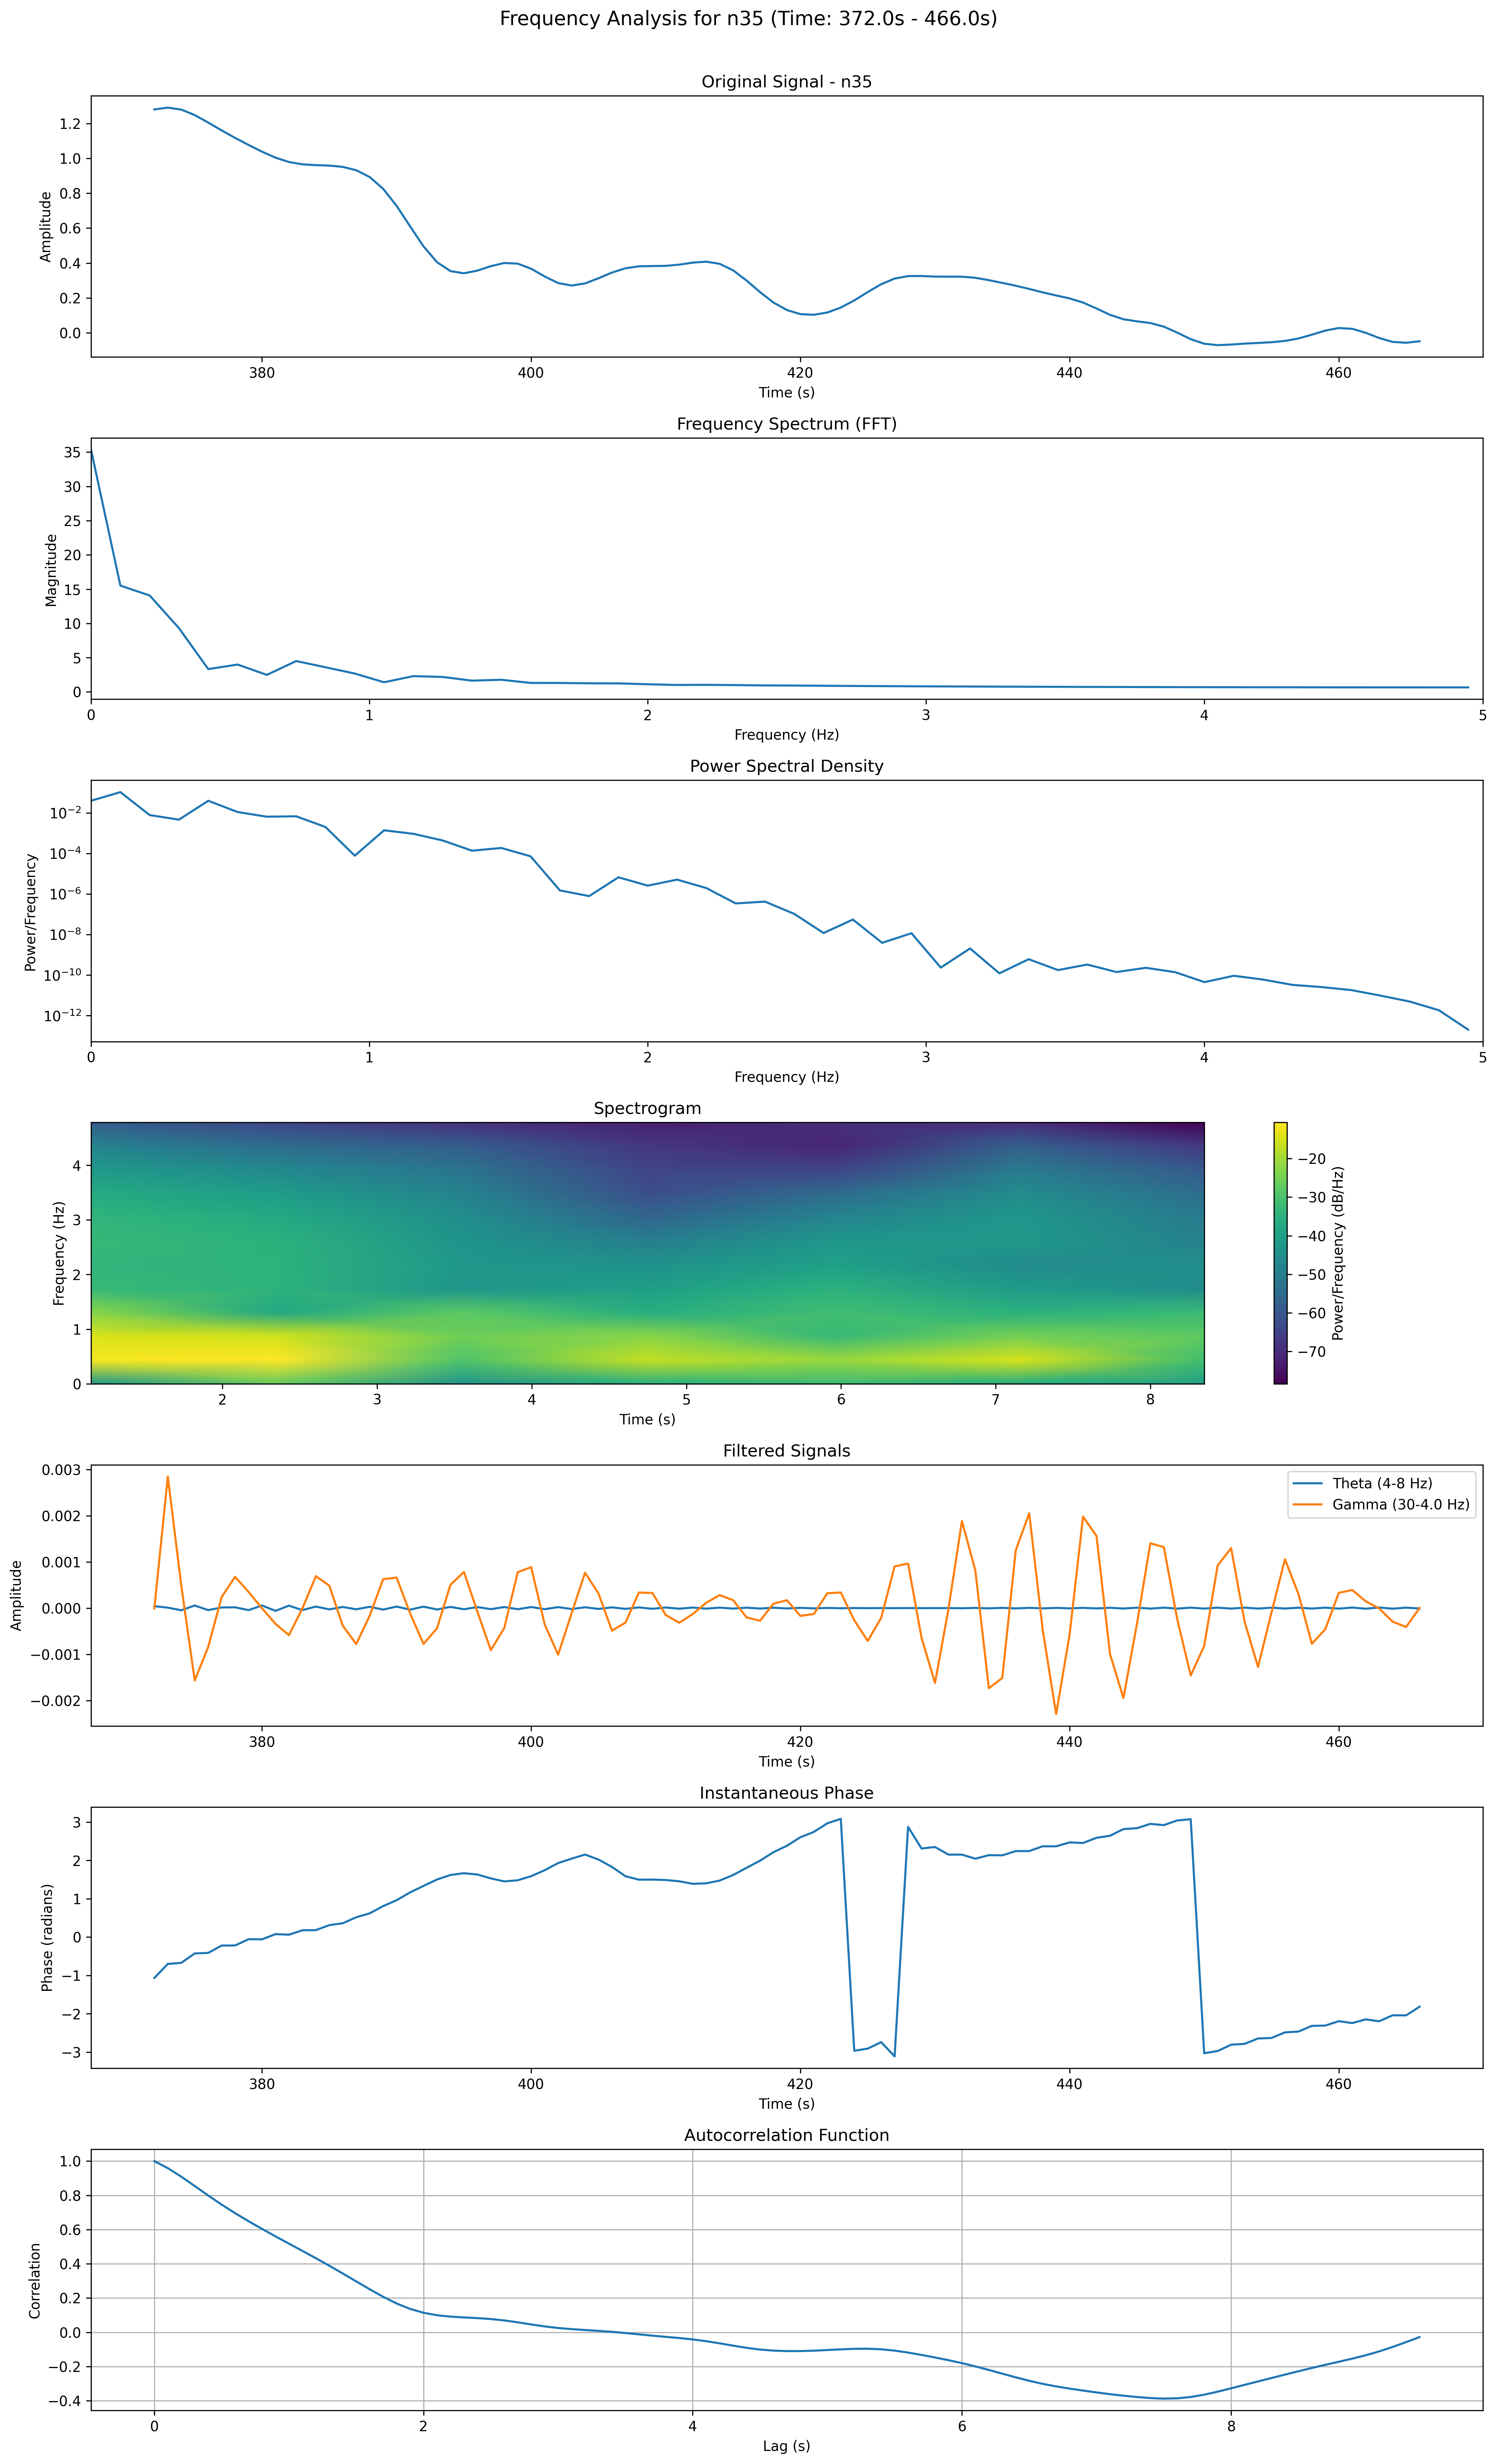 Frequency Analysis for n35 (Time: 372.0s - 466.0s)
Original Signal - n35
1.2
1.0
0.8
0.6
0.4
0.2
0.0
Amplitude
380 400 420 440 460
Time (s)
Frequency Spectrum (FFT)
35
30
25
20
15
10
5
0
Magnitude
0 1 2 3 4 5
Frequency (Hz)
Power Spectral Density
10⁻²
10⁻⁴
10⁻⁶
10⁻⁸
10⁻¹⁰
10⁻¹²
Power/Frequency
0 1 2 3 4 5
Frequency (Hz)
Spectrogram
4
3
2
1
0
Frequency (Hz)
2 3 4 5 6 7 8
Time (s)
−20
−30
−40
−50
−60
−70
Power/Frequency (dB/Hz)
Filtered Signals
0.003
0.002
0.001
0.000
−0.001
−0.002
Amplitude
Theta (4-8 Hz)
Gamma (30-4.0 Hz)
380 400 420 440 460
Time (s)
Instantaneous Phase
3
2
1
0
−1
−2
−3
Phase (radians)
380 400 420 440 460
Time (s)
Autocorrelation Function
1.0
0.8
0.6
0.4
0.2
0.0
−0.2
−0.4
Correlation
0 2 4 6 8
Lag (s)